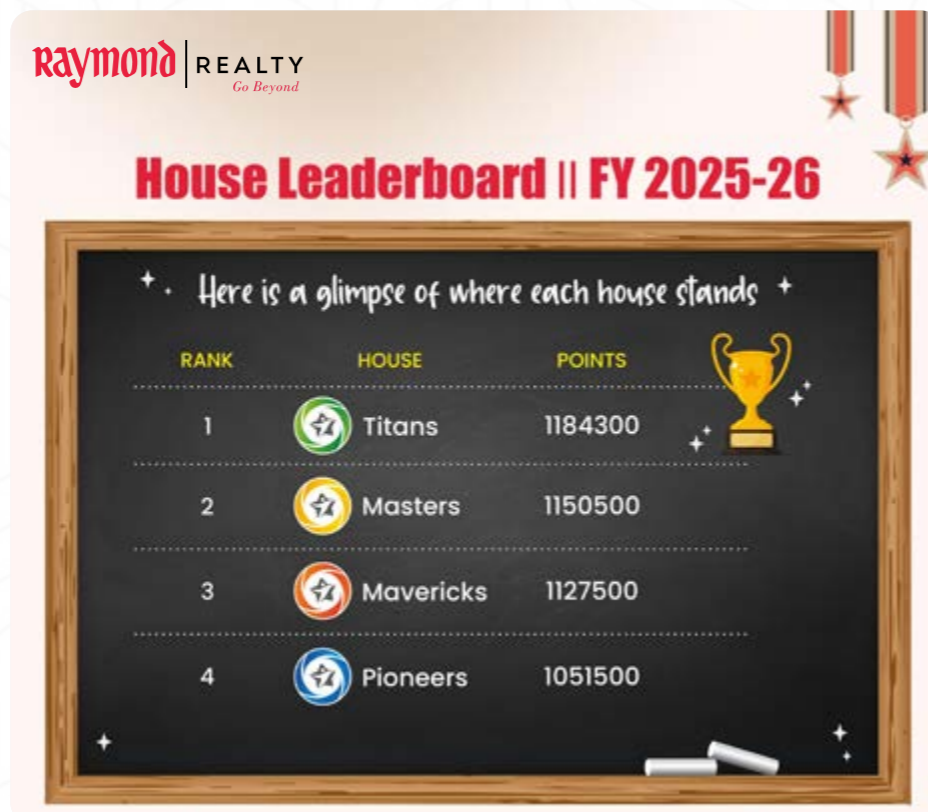 Raymond REALTY
Go Beyond
House Leaderboard || FY 2025-26
Here is a glimpse of where each house stands
RANK HOUSE POINTS
1 Titans 1184300
2 Masters 1150500
3 Mavericks 1127500
4 Pioneers 1051500